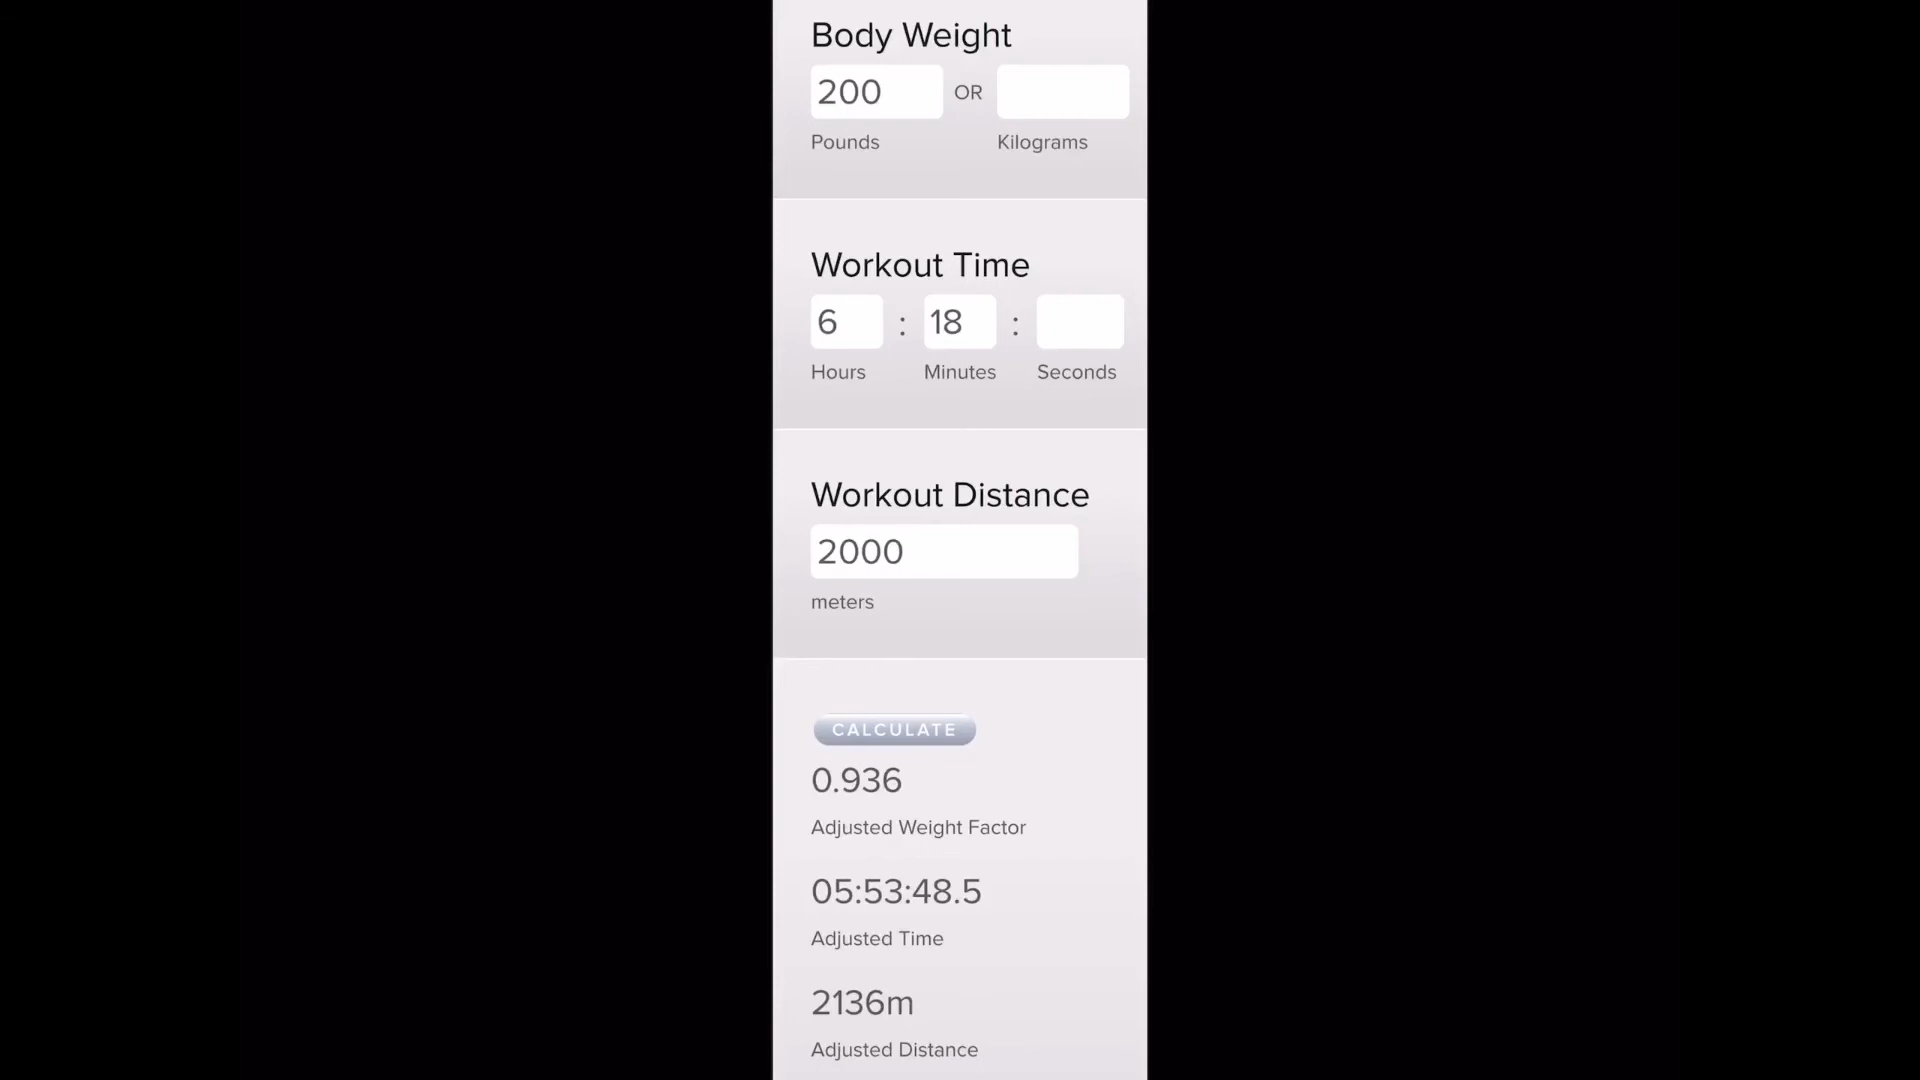 Body Weight
200 OR
Pounds Kilograms
Workout Time
6 : 18 :
Hours Minutes Seconds
Workout Distance
2000
meters
CALCULATE
0.936
Adjusted Weight Factor
05:53:48.5
Adjusted Time
2136m
Adjusted Distance